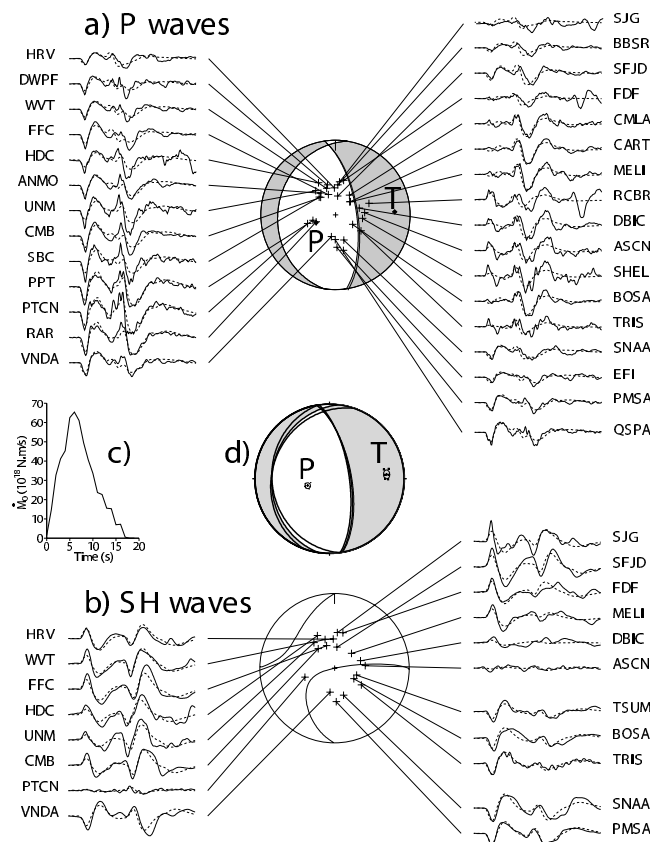 a) P waves
HRV
DWPF
WVT
FFC
HDC
ANMO
UNM
CMB
SBC
PPT
PTCN
RAR
VNDA
P
T
SJG
BBSR
SFJD
FDF
CMLA
CART
MELI
RCBR
DBIC
ASCN
SHEL
BOSA
TRIS
SNAA
EFI
PMSA
QSPA
c)
Ṁ₀ (10¹⁸ N.m/s)
70
60
50
40
30
20
10
0
0 5 10 15 20
Time (s)
d)
P
T
b) SH waves
HRV
WVT
FFC
HDC
UNM
CMB
PTCN
VNDA
SJG
SFJD
FDF
MELI
DBIC
ASCN
TSUM
BOSA
TRIS
SNAA
PMSA